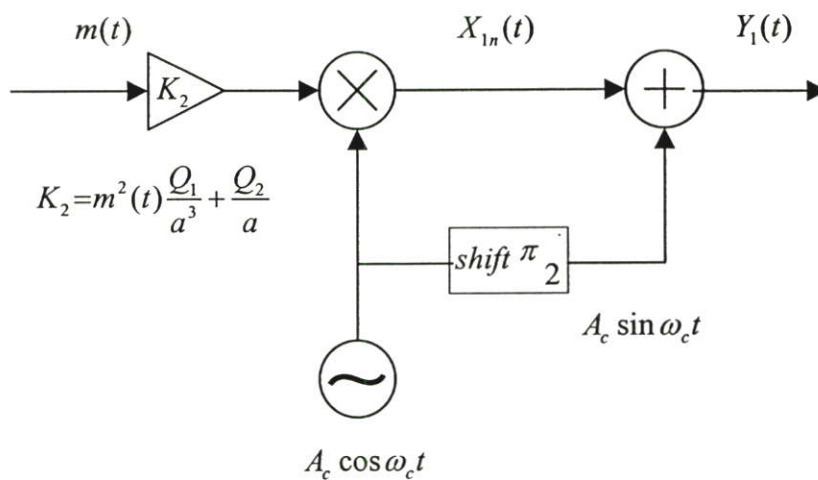 m(t)
X_{1n}(t)
Y_1(t)
K_2
K_2=m^2(t)\frac{Q_1}{a^3}+\frac{Q_2}{a}
shift π 2
A_c sin ω_c t
A_c cos ω_c t